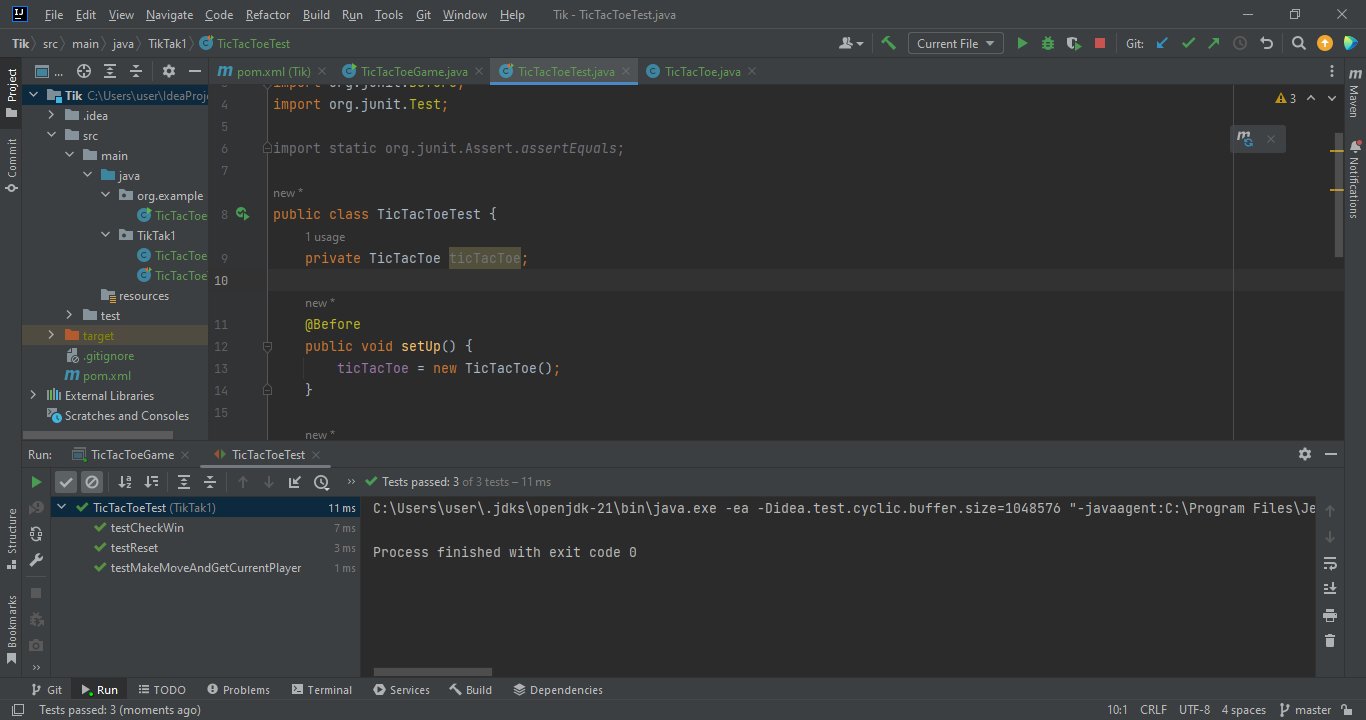 File Edit View Navigate Code Refactor Build Run Tools Git Window Help Tik - TicTacToeTest.java
Tik src main java TikTak1 TicTacToeTest Current File Git:
... pom.xml (Tik) TicTacToeGame.java TicTacToeTest.java TicTacToe.java
Project
Commit
Structure
Bookmarks
Maven
Notifications
Tik C:\Users\user\IdeaProj
.idea
src
main
java
org.example
TicTacToe
TikTak1
TicTacToe
TicTacToe
resources
test
target
.gitignore
pom.xml
External Libraries
Scratches and Consoles
3 import org.junit.Before;
4 import org.junit.Test;
5
6 import static org.junit.Assert.assertEquals;
7
new *
8 public class TicTacToeTest {
1 usage
9 private TicTacToe ticTacToe;
10
new *
11 @Before
12 public void setUp() {
13 ticTacToe = new TicTacToe();
14 }
15
new *
3
Run: TicTacToeGame TicTacToeTest
Tests passed: 3 of 3 tests – 11 ms
TicTacToeTest (TikTak1) 11 ms
testCheckWin 7 ms
testReset 3 ms
testMakeMoveAndGetCurrentPlayer 1 ms
C:\Users\user\.jdks\openjdk-21\bin\java.exe -ea -Didea.test.cyclic.buffer.size=1048576 "-javaagent:C:\Program Files\Je
Process finished with exit code 0
Git Run TODO Problems Terminal Services Build Dependencies
Tests passed: 3 (moments ago) 10:1 CRLF UTF-8 4 spaces master